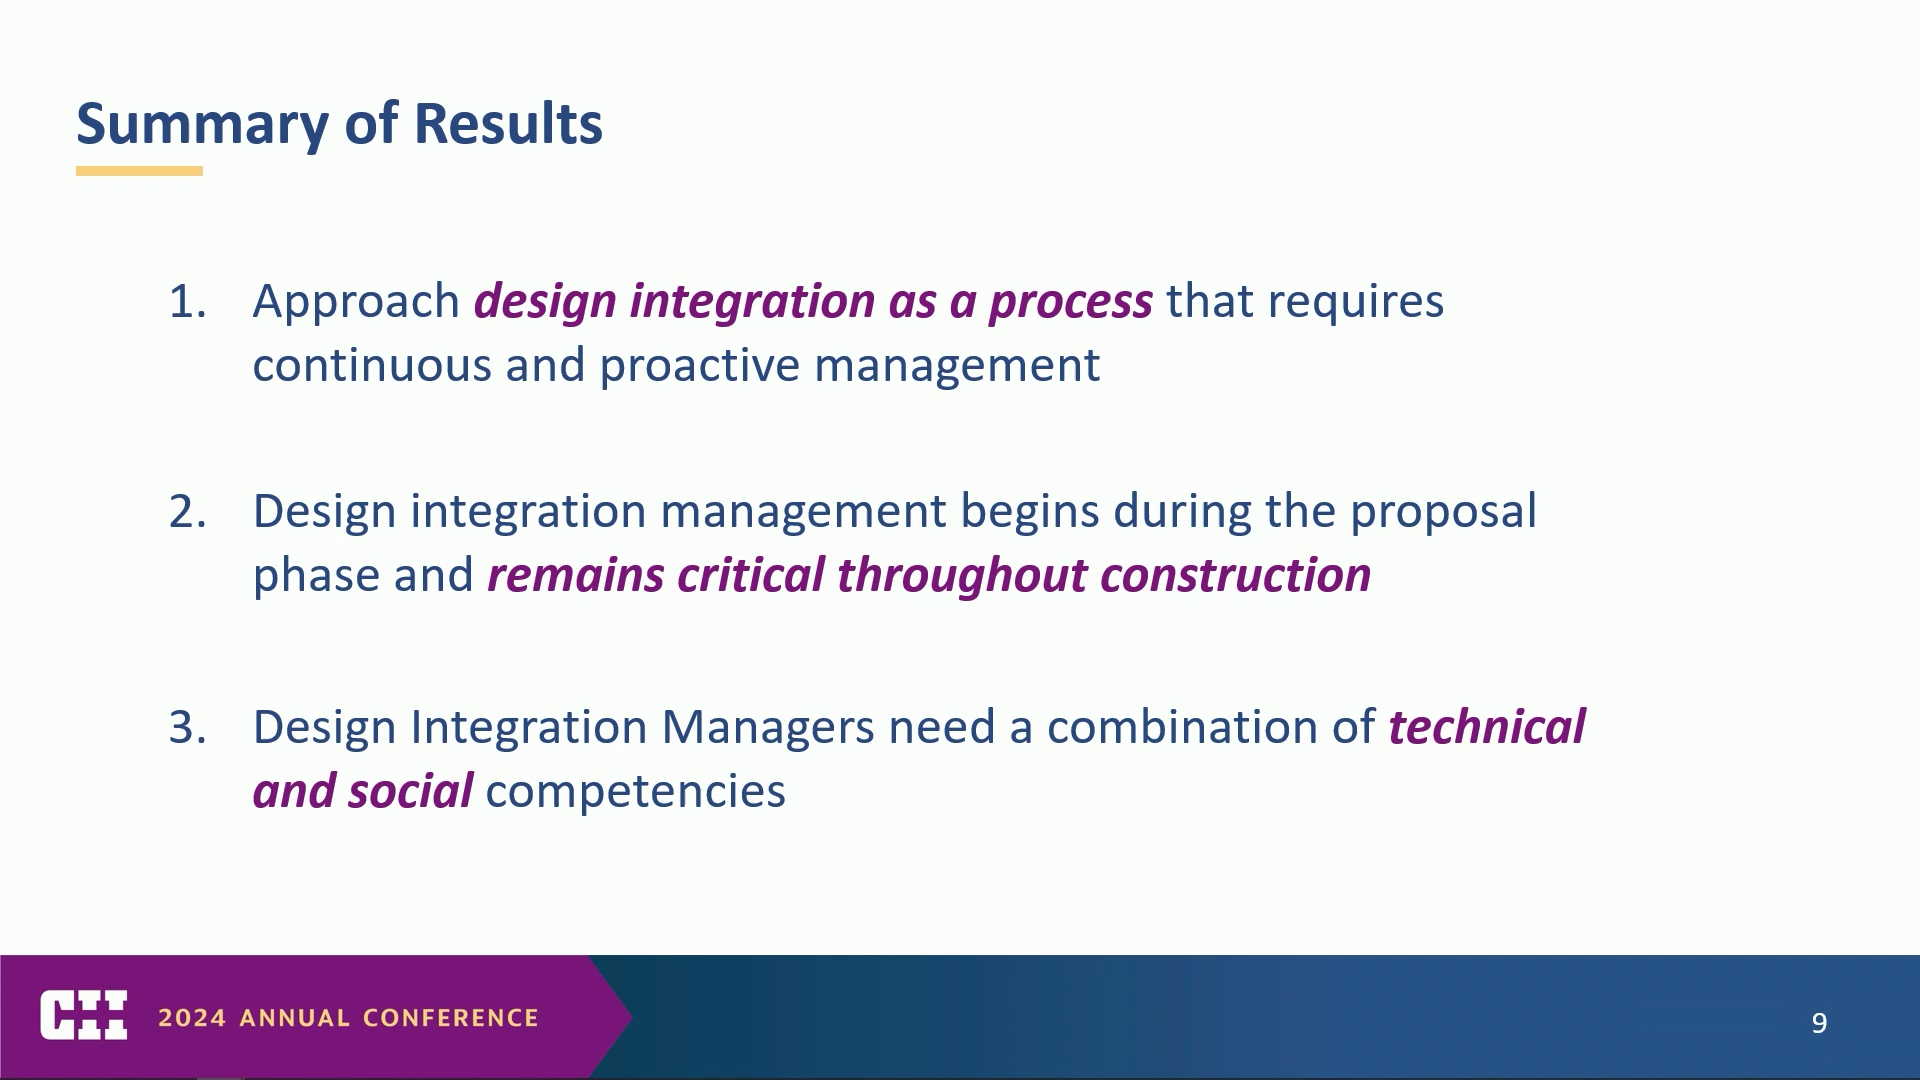 Summary of Results
1. Approach design integration as a process that requires
continuous and proactive management
2. Design integration management begins during the proposal
phase and remains critical throughout construction
3. Design Integration Managers need a combination of technical
and social competencies
CII 2024 ANNUAL CONFERENCE
9